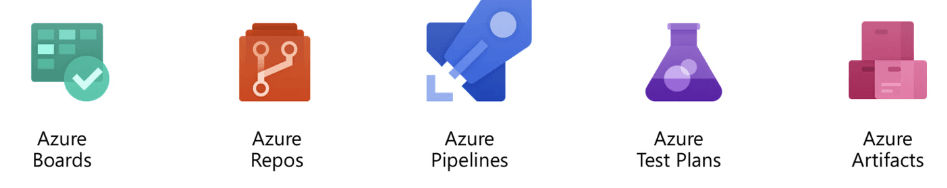 Azure
Boards
Azure
Repos
Azure
Pipelines
Azure
Test Plans
Azure
Artifacts